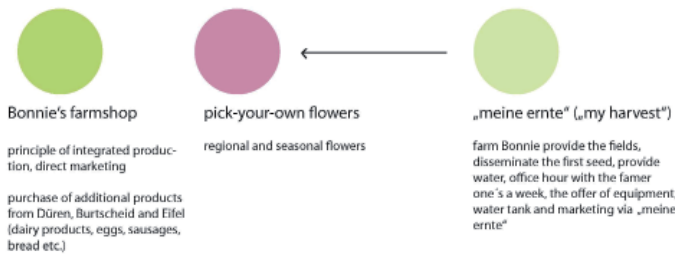 Bonnie's farmshop
principle of integrated produc-
tion, direct marketing
purchase of additional products
from Düren, Burtscheid and Eifel
(dairy products, eggs, sausages,
bread etc.)
pick-your-own flowers
regional and seasonal flowers
„meine ernte" („my harvest")
farm Bonnie provide the fields,
disseminate the first seed, provide
water, office hour with the famer
one´s a week, the offer of equipment,
water tank and marketing via „meine
ernte"